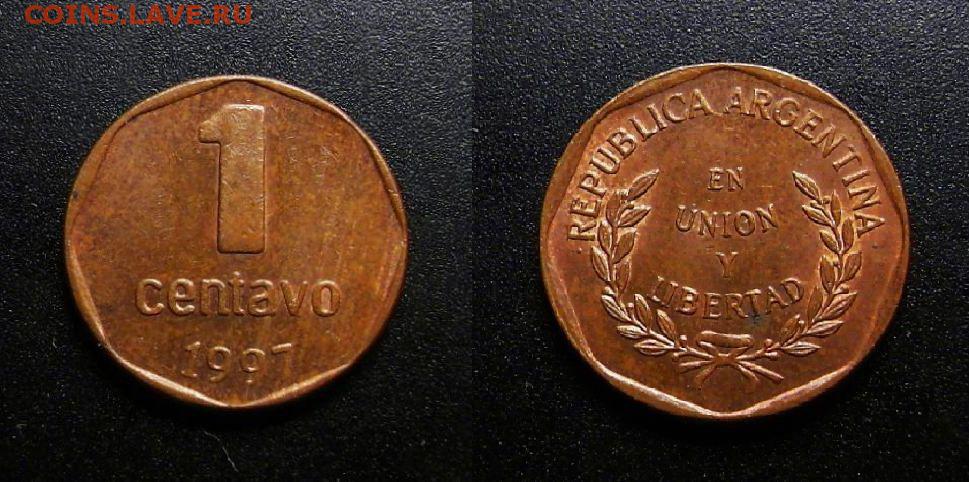 COINS.LAVE.RU
1
centavo
1997
REPUBLICA ARGENTINA
EN
UNION
Y
LIBERTAD